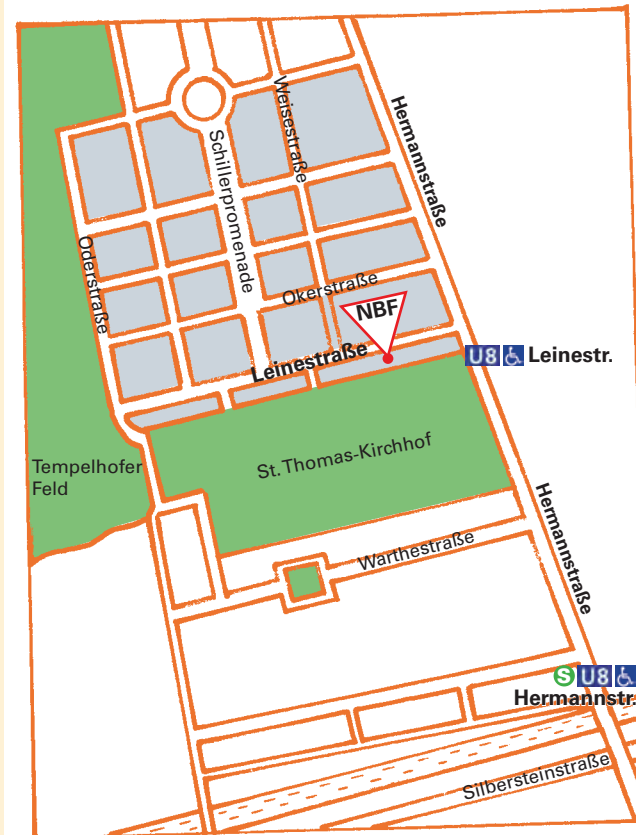 Weisestraße
Hermannstraße
Schillerpromenade
Oderstraße
Okerstraße
NBF
Leinestraße
U8 Leinestr.
St. Thomas-Kirchhof
Tempelhofer
Feld
Hermannstraße
Warthestraße
S U8
Hermannstr.
Silbersteinstraße